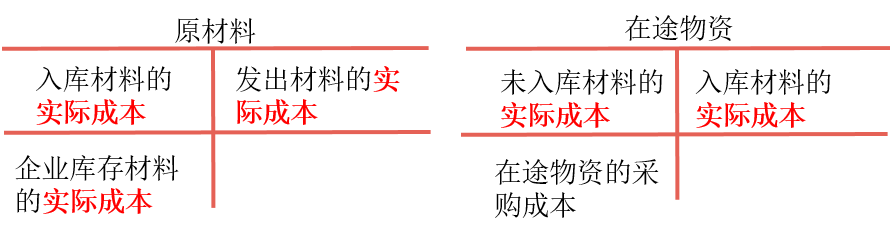 原材料
入库材料的
实际成本
发出材料的实
际成本
企业库存材料
的实际成本
在途物资
未入库材料的
实际成本
入库材料的
实际成本
在途物资的采
购成本